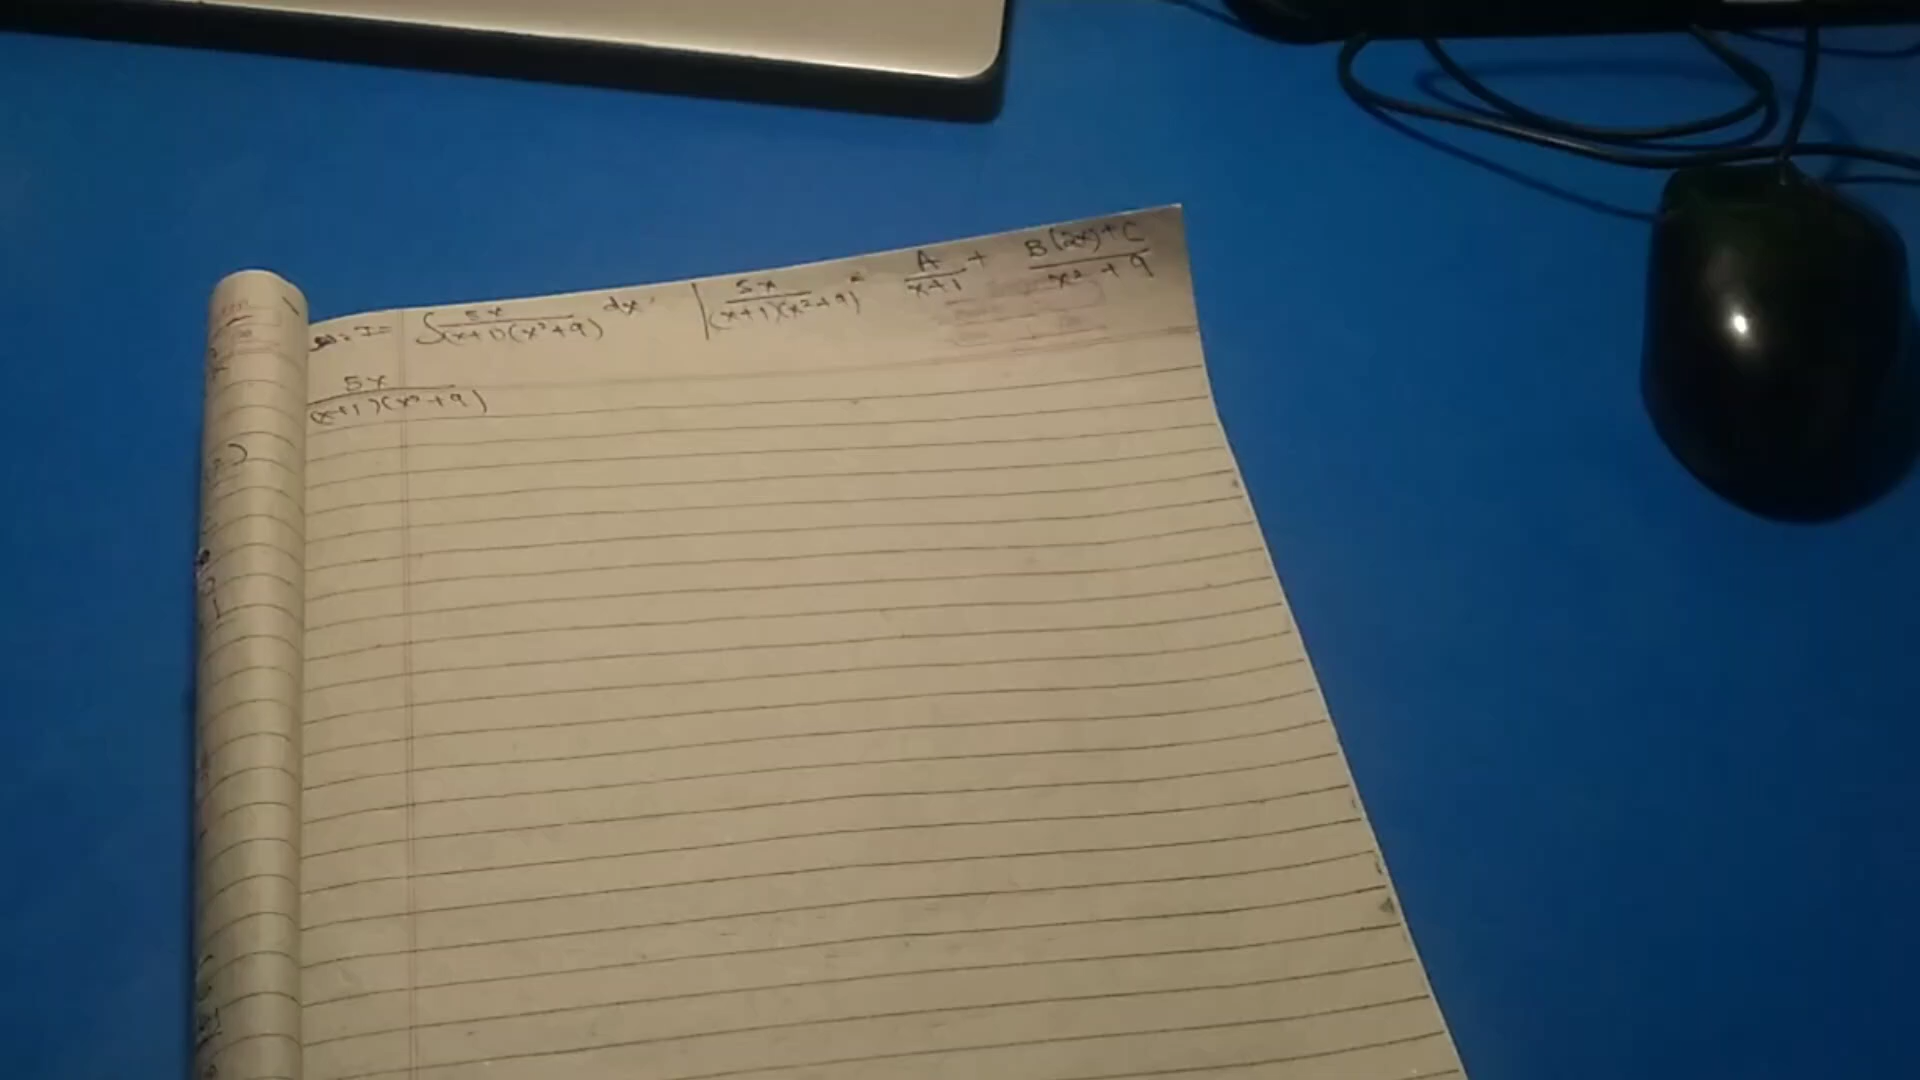 I = ∫ 5x / (x+1)(x²+9) dx | 5x / (x+1)(x²+9) = A / x+1 + B(2x)+C / x²+9
5x / (x+1)(x²+9)